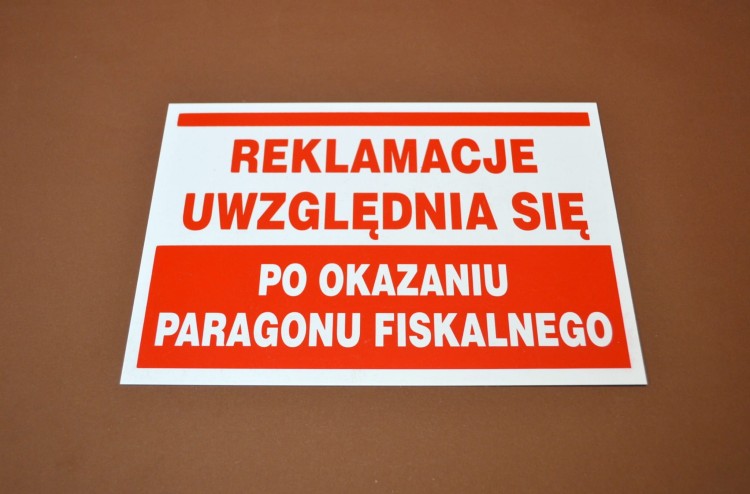 REKLAMACJE
UWZGLĘDNIA SIĘ
PO OKAZANIU
PARAGONU FISKALNEGO